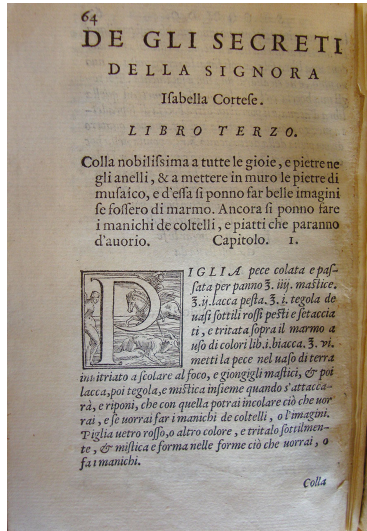 64
DE GLI SECRETI
DELLA SIGNORA
Iſabella Corteſe.
LIBRO TERZO.
Colla nobiliſſima a tutte le gioie, e pietre ne
gli anelli, & a mettere in muro le pietre di
muſaico, e d'eſſa ſi ponno far belle imagini
ſe foſſero di marmo. Ancora ſi ponno fare
i manichi de coltelli, e piatti che paranno
d'auorio. Capitolo. I.
PIGLIA pece colata e paſ-
ſata per panno ℥. iiij. maſtice.
℥. ij. lacca peſta. ℥. i. tegola de
uaſi ſottili roſſi peſti e ſetaccia
ti, e tritata ſopra il marmo a
uſo di colori lib. i. biacca. ℥. vi.
metti la pece nel uaſo di terra
inuitriato a ſcolare al foco, e giongigli maſtici, & poi
lacca, poi tegola, e miſtica inſieme quando s'attacca-
rà, e riponi, che con quella potrai incolare ciò che uor
rai, e ſe uorrai far i manichi de coltelli, o l'imagini.
Piglia uetro roſſo, o altro colore, e tritalo ſottilmen-
te, & miſtica e forma nelle forme ciò che uorrai, o
fa i manichi.
Colla